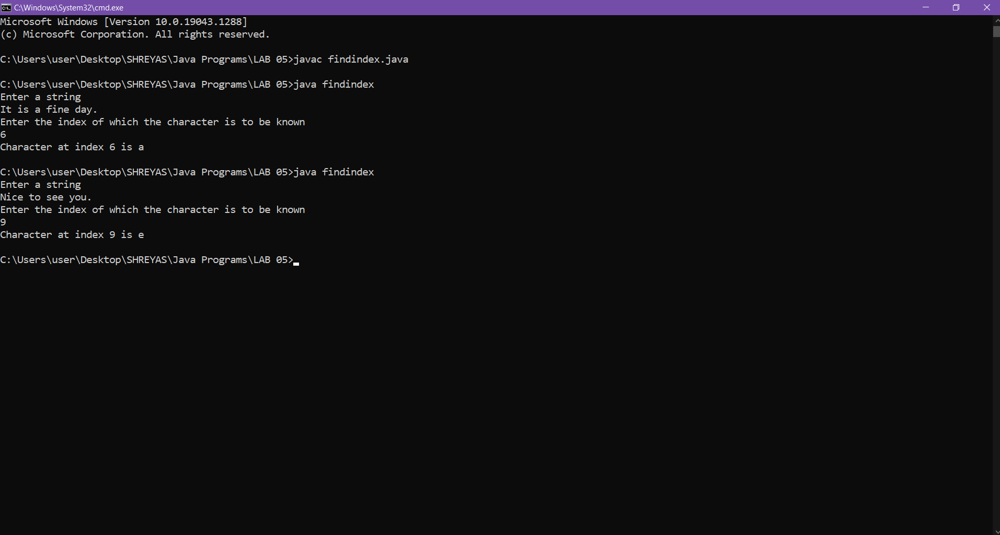 C:\Windows\System32\cmd.exe
Microsoft Windows [Version 10.0.19043.1288]
(c) Microsoft Corporation. All rights reserved.
C:\Users\user\Desktop\SHREYAS\Java Programs\LAB 05>javac findindex.java
C:\Users\user\Desktop\SHREYAS\Java Programs\LAB 05>java findindex
Enter a string
It is a fine day.
Enter the index of which the character is to be known
6
Character at index 6 is a
C:\Users\user\Desktop\SHREYAS\Java Programs\LAB 05>java findindex
Enter a string
Nice to see you.
Enter the index of which the character is to be known
9
Character at index 9 is e
C:\Users\user\Desktop\SHREYAS\Java Programs\LAB 05>